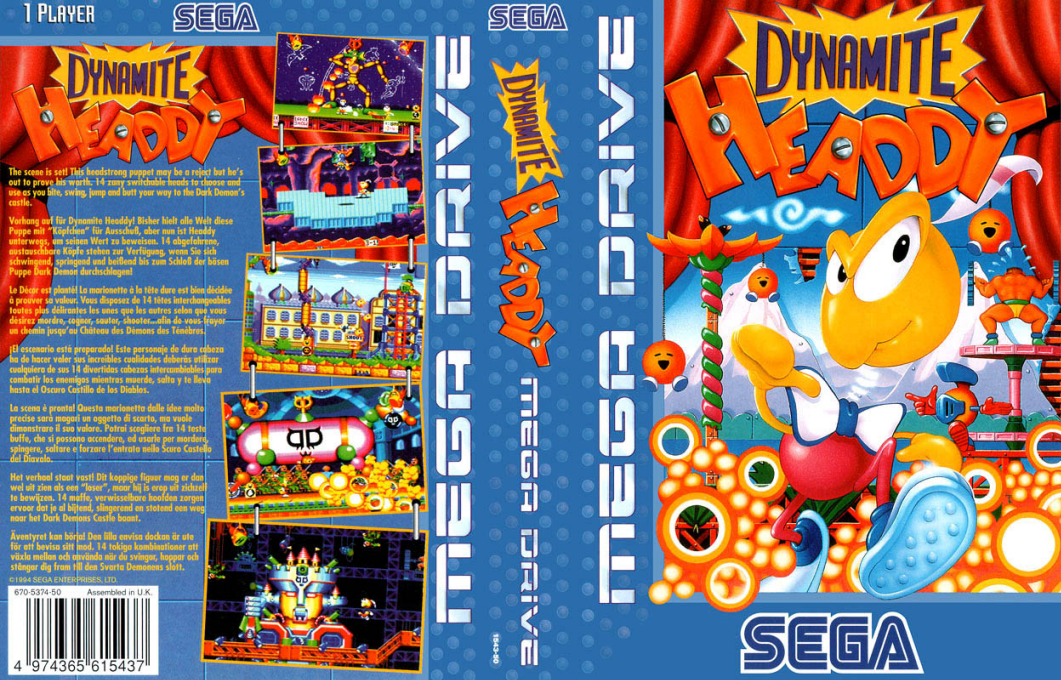 1 PLAYER
SEGA
DYNAMITE
HEADDY
The scene is set! This headstrong puppet may be a reject but he's
out to prove his worth. 14 zany switchable heads to choose and
use as you bite, swing, jump and butt your way to the Dark Demon's
castle.
Vorhang auf für Dynamite Headdy! Bisher hielt alle Welt diese
Puppe mit "Köpfchen" für Ausschuß, aber nun ist Headdy
unterwegs, um seinen Wert zu beweisen. 14 abgefahrene,
austauschbare Köpfe stehen zur Verfügung, wenn Sie sich
schwingend, springend und beißend bis zum Schloß der bösen
Puppe Dark Demon durchschlagen!
Le Décor est planté! La marionette à la tête dure est bien décidée
à prouver sa valeur. Vous disposez de 14 têtes interchangeables
toutes plus délirantes les unes que les autres selon que vous
désirez mordre, cogner, sauter, shooter...afin de vous frayer
un chemin jusqu'au Château des Démons des Ténèbres.
¡El escenario está preparado! Este personaje de dura cabeza
ha de hacer valer sus increibles cualidades deberás utilizar
cualquiera de sus 14 divertidas cabezas intercambiables para
combatir los enemigos mientras muerde, salta y te lleva
hasta el Oscuro Castillo de los Diablos.
La scena è pronta! Questa marionetta dalle idee molto
precise sarà magari un oggetto di scarto, ma vuole
dimonstrare il suo valore. Potrai scegliere fra 14 teste
buffe, che si possono accendere, ed usarle per mordere,
spingere, saltare e forzare l'entrata nello Scuro Castello
del Diavolo.
Het verhaal staat vast! Dit koppige figuur mag er dan
wel uit zien als een "loser", maar hij is erop uit zichzelf
te bewijzen. 14 maffe, verwisselbare hoofden zorgen
ervoor dat je al bijtend, slingerend en stotend een weg
naar het Dark Demons Castle baant.
Äventyret kan börja! Den lilla envisa dockan är ute
för att bevisa sitt mod. 14 tokiga kombinationer att
växla mellan och använda när du svingar, hoppar och
stångar dig fram till den Svarta Demonens slott.
©1994 SEGA ENTERPRISES, LTD.
670-5374-50 Assembled in U.K.
4 974365 615437
MEGA DRIVE
SEGA
DYNAMITE
HEADDY
MEGA DRIVE
1543-50
MEGA DRIVE
DYNAMITE
HEADDY
SEGA